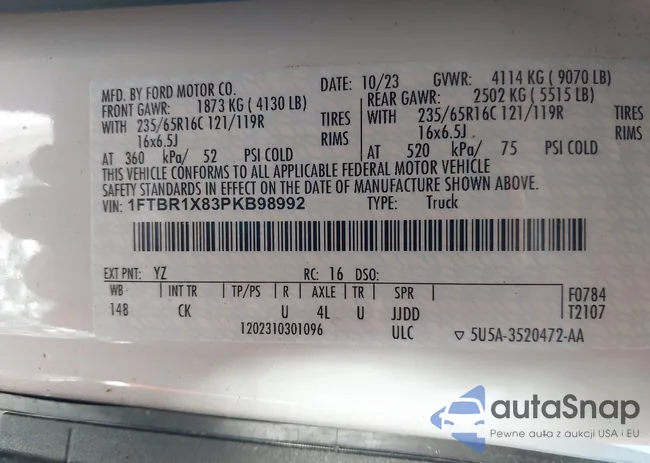 MFD. BY FORD MOTOR CO.
DATE: 10/23 GVWR: 4114 KG ( 9070 LB)
FRONT GAWR: 1873 KG ( 4130 LB)
REAR GAWR: 2502 KG ( 5515 LB)
WITH 235/65R16C 121/119R TIRES
WITH 235/65R16C 121/119R TIRES
16x6.5J RIMS
16x6.5J RIMS
AT 360 kPa/ 52 PSI COLD
AT 520 kPa/ 75 PSI COLD
THIS VEHICLE CONFORMS TO ALL APPLICABLE FEDERAL MOTOR VEHICLE
SAFETY STANDARDS IN EFFECT ON THE DATE OF MANUFACTURE SHOWN ABOVE.
VIN: 1FTBR1X83PKB98992 TYPE: Truck
EXT PNT: YZ RC: 16 DSO:
WB INT TR TP/PS R AXLE TR SPR F0784
148 CK U 4L U JJDD T2107
1202310301096 ULC 5U5A-3520472-AA
autoSnap
Pewne auta z aukcji USA i EU